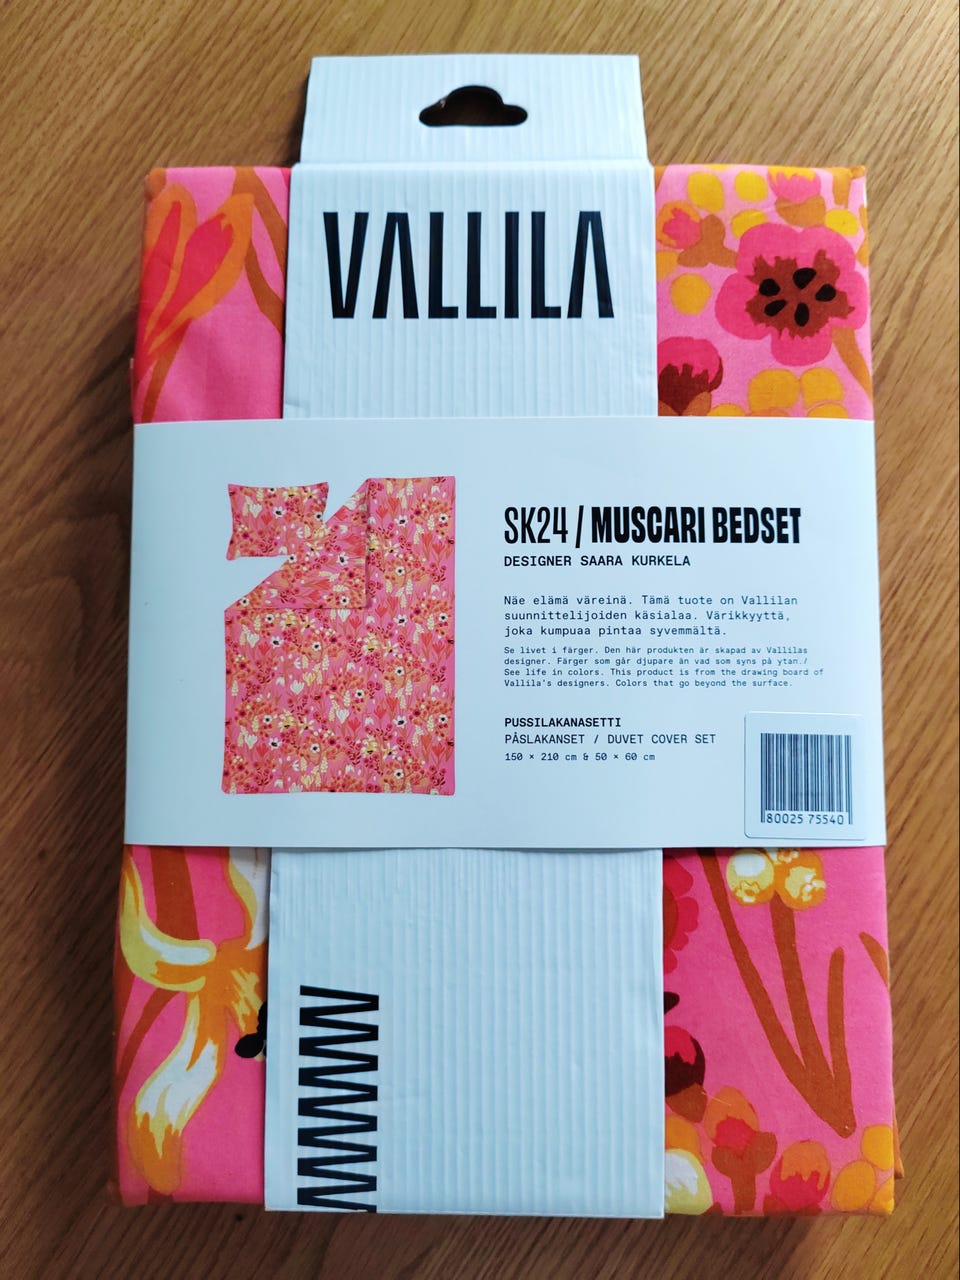 VALLILA
SK24 / MUSCARI BEDSET
DESIGNER SAARA KURKELA
Näe elämä väreinä. Tämä tuote on Vallilan
suunnittelijoiden käsialaa. Värikkyyttä,
joka kumpuaa pintaa syvemmältä.
Se livet i färger. Den här produkten är skapad av Vallilas
designer. Färger som går djupare än vad som syns på ytan./
See life in colors. This product is from the drawing board of
Vallila's designers. Colors that go beyond the surface.
PUSSILAKANASETTI
PÅSLAKANSET / DUVET COVER SET
150 × 210 cm & 50 × 60 cm
80025 75540